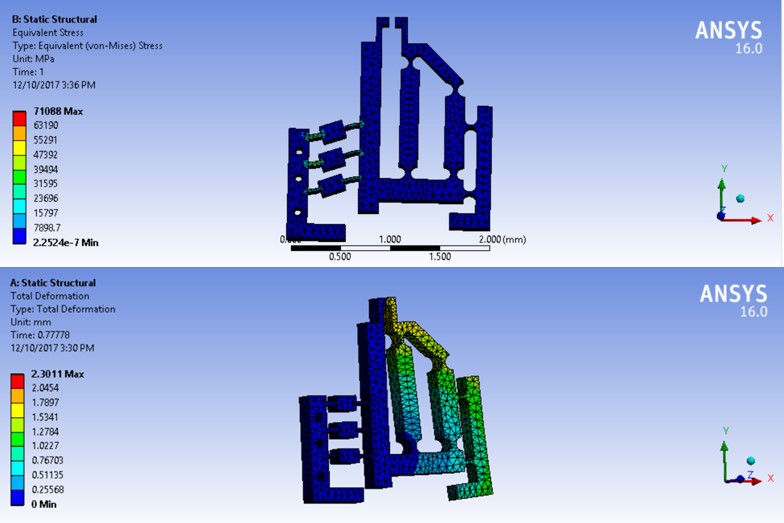 B: Static Structural
Equivalent Stress
Type: Equivalent (von-Mises) Stress
Unit: MPa
Time: 1
12/10/2017 3:36 PM
71088 Max
63190
55291
47392
39494
31595
23696
15797
7898.7
2.2524e-7 Min
ANSYS
16.0
Y
X
1.000
2.000 (mm)
0.500
1.500
A: Static Structural
Total Deformation
Type: Total Deformation
Unit: mm
Time: 0.77778
12/10/2017 3:30 PM
2.3011 Max
2.0454
1.7897
1.5341
1.2784
1.0227
0.76703
0.51135
0.25568
0 Min
ANSYS
16.0
Y
Z
X